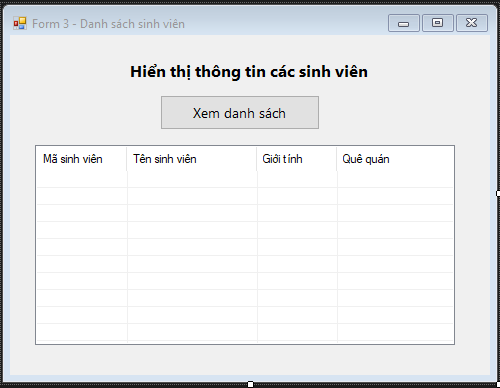 Form 3 - Danh sách sinh viên
Hiển thị thông tin các sinh viên
Xem danh sách
Mã sinh viên Tên sinh viên Giới tính Quê quán